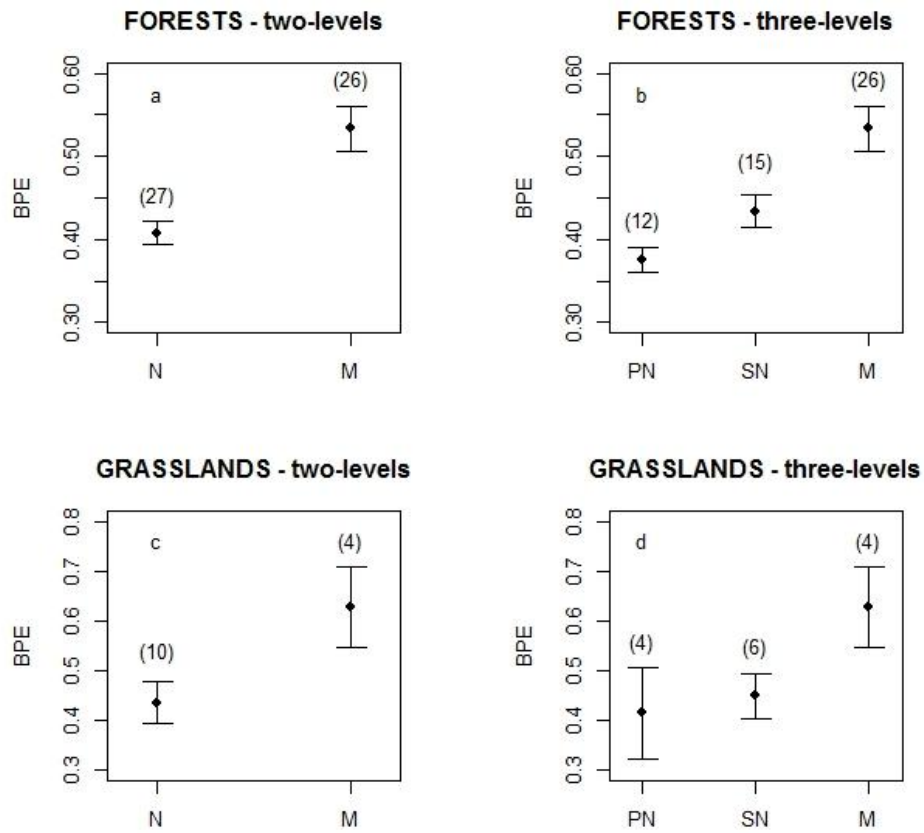 FORESTS - two-levels
a
(27)
(26)
BPE
0.60
0.50
0.40
0.30
N
M
FORESTS - three-levels
b
(12)
(15)
(26)
BPE
0.60
0.50
0.40
0.30
PN
SN
M
GRASSLANDS - two-levels
c
(10)
(4)
BPE
0.8
0.7
0.6
0.5
0.4
0.3
N
M
GRASSLANDS - three-levels
d
(4)
(6)
(4)
BPE
0.8
0.7
0.6
0.5
0.4
0.3
PN
SN
M